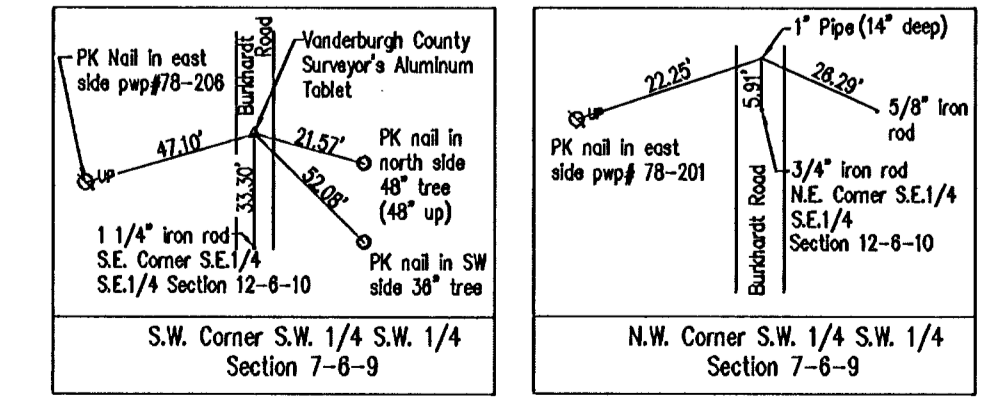 PK Nail in east
side pwp#78-206
Burkhardt
Road
Vanderburgh County
Surveyor's Aluminum
Tablet
47.10'
UP
21.57'
PK nail in
north side
48" tree
(48" up)
52.08'
33.30'
1 1/4" iron rod
S.E. Corner S.E.1/4
S.E.1/4 Section 12-6-10
PK nail in SW
side 36" tree
S.W. Corner S.W. 1/4 S.W. 1/4
Section 7-6-9
1" Pipe (14" deep)
22.25'
5.91'
26.29'
UP
5/8" iron
rod
PK nail in east
side pwp# 78-201
3/4" iron rod
N.E. Corner S.E.1/4
S.E.1/4
Section 12-6-10
Burkhardt Road
N.W. Corner S.W. 1/4 S.W. 1/4
Section 7-6-9